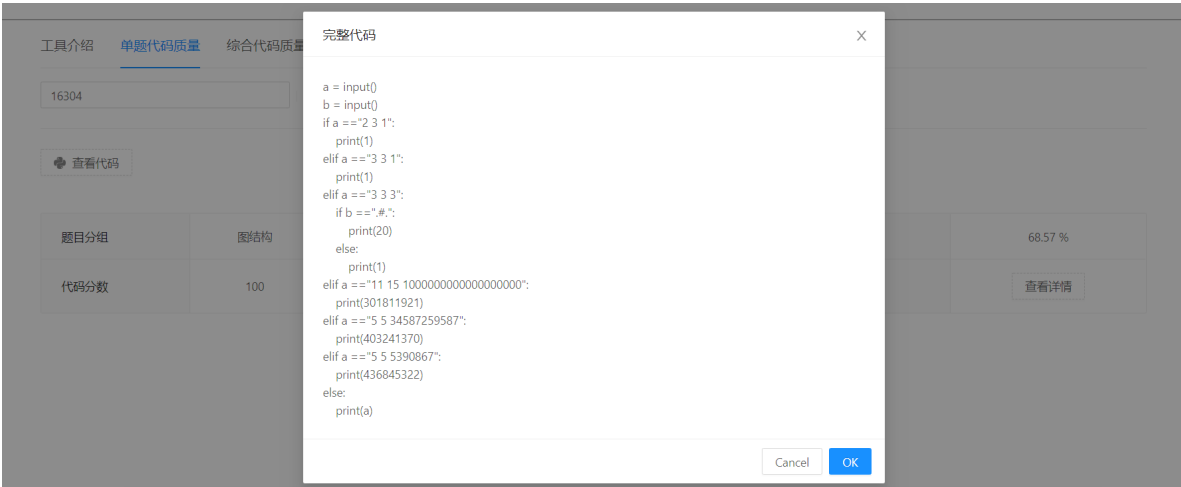 工具介绍 单题代码质量 综合代码质量
16304
查看代码
题目分组 图结构 68.57 %
代码分数 100 查看详情
完整代码 X
a = input()
b = input()
if a =="2 3 1":
print(1)
elif a =="3 3 1":
print(1)
elif a =="3 3 3":
if b ==".#.":
print(20)
else:
print(1)
elif a =="11 15 1000000000000000000":
print(301811921)
elif a =="5 5 34587259587":
print(403241370)
elif a =="5 5 5390867":
print(436845322)
else:
print(a)
Cancel OK